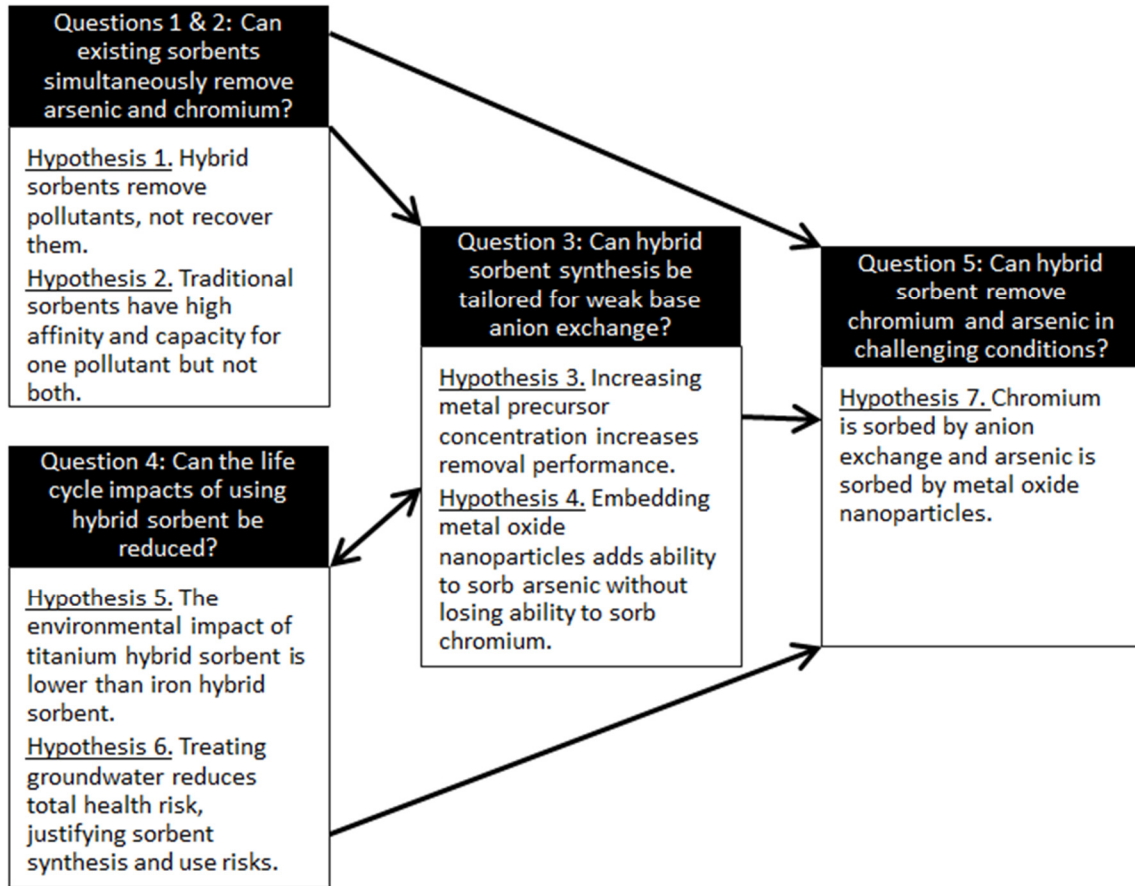 Questions 1 & 2: Can
existing sorbents
simultaneously remove
arsenic and chromium?
Hypothesis 1. Hybrid
sorbents remove
pollutants, not recover
them.
Hypothesis 2. Traditional
sorbents have high
affinity and capacity for
one pollutant but not
both.
Question 4: Can the life
cycle impacts of using
hybrid sorbent be
reduced?
Hypothesis 5. The
environmental impact of
titanium hybrid sorbent is
lower than iron hybrid
sorbent.
Hypothesis 6. Treating
groundwater reduces
total health risk,
justifying sorbent
synthesis and use risks.
Question 3: Can hybrid
sorbent synthesis be
tailored for weak base
anion exchange?
Hypothesis 3. Increasing
metal precursor
concentration increases
removal performance.
Hypothesis 4. Embedding
metal oxide
nanoparticles adds ability
to sorb arsenic without
losing ability to sorb
chromium.
Question 5: Can hybrid
sorbent remove
chromium and arsenic in
challenging conditions?
Hypothesis 7. Chromium
is sorbed by anion
exchange and arsenic is
sorbed by metal oxide
nanoparticles.